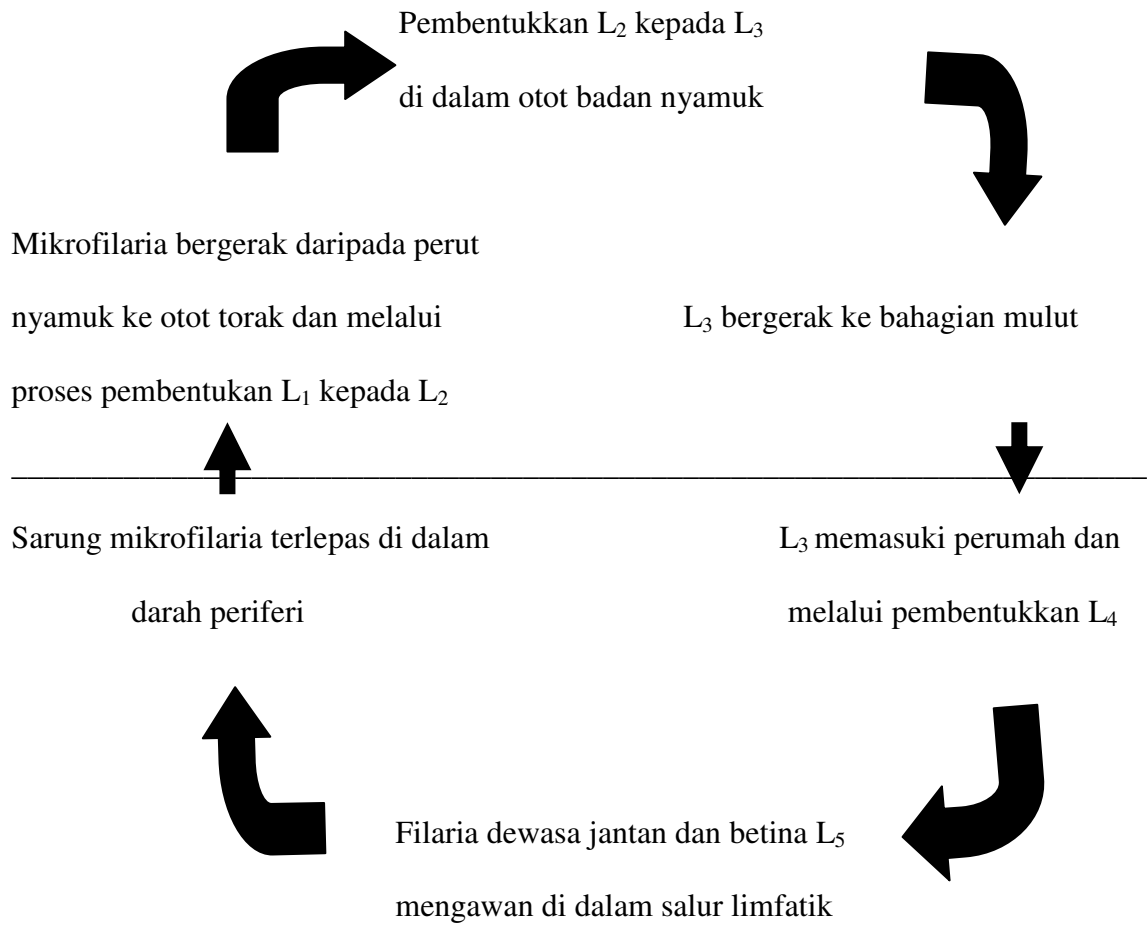 Pembentukkan L₂ kepada L₃
di dalam otot badan nyamuk
Mikrofilaria bergerak daripada perut
nyamuk ke otot torak dan melalui
proses pembentukan L₁ kepada L₂
L₃ bergerak ke bahagian mulut
Sarung mikrofilaria terlepas di dalam
darah periferi
L₃ memasuki perumah dan
melalui pembentukkan L₄
Filaria dewasa jantan dan betina L₅
mengawan di dalam salur limfatik